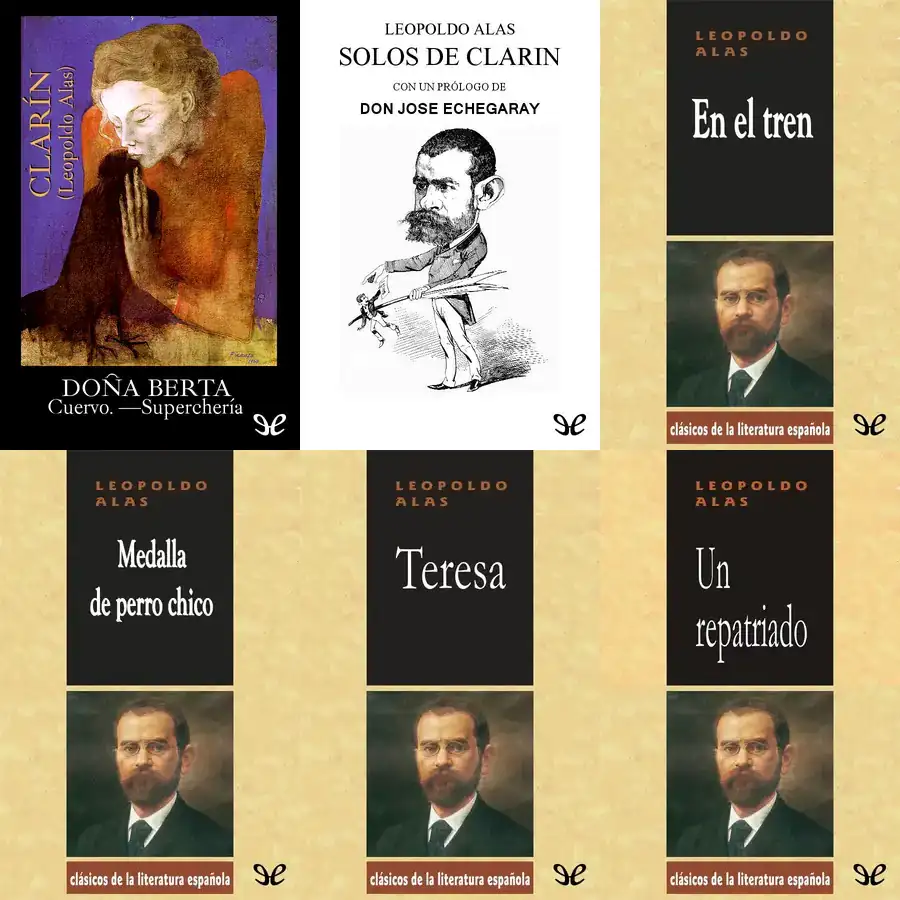 CLARÍN
(Leopoldo Alas)
DOÑA BERTA
Cuervo. —Superchería
LEOPOLDO ALAS
SOLOS DE CLARIN
CON UN PRÓLOGO DE
DON JOSE ECHEGARAY
LEOPOLDO
ALAS
En el tren
clásicos de la literatura española
LEOPOLDO
ALAS
Medalla
de perro chico
clásicos de la literatura española
LEOPOLDO
ALAS
Teresa
clásicos de la literatura española
LEOPOLDO
ALAS
Un
repatriado
clásicos de la literatura española